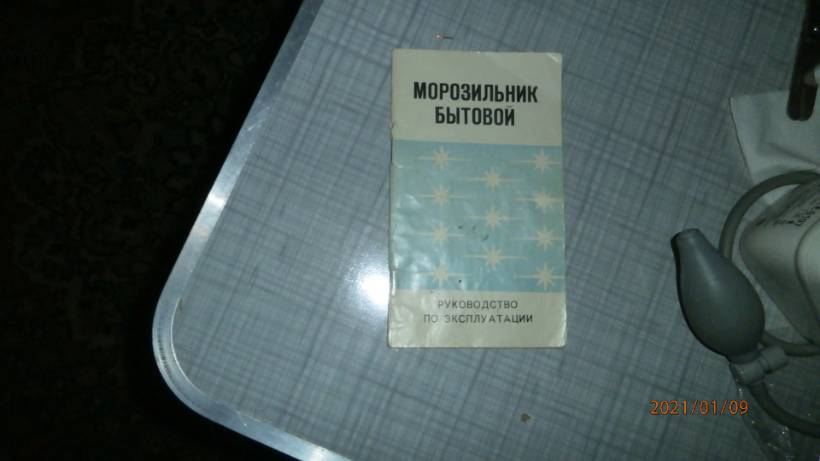 МОРОЗИЛЬНИК
БЫТОВОЙ
РУКОВОДСТВО
ПО ЭКСПЛУАТАЦИИ
2021/01/09